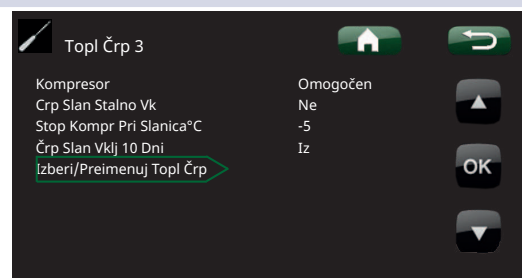 Topl Črp 3
Kompresor Omogočen
Crp Slan Stalno Vk Ne
Stop Kompr Pri Slanica°C -5
Črp Slan Vklj 10 Dni Iz
Izberi/Preimenuj Topl Črp
OK